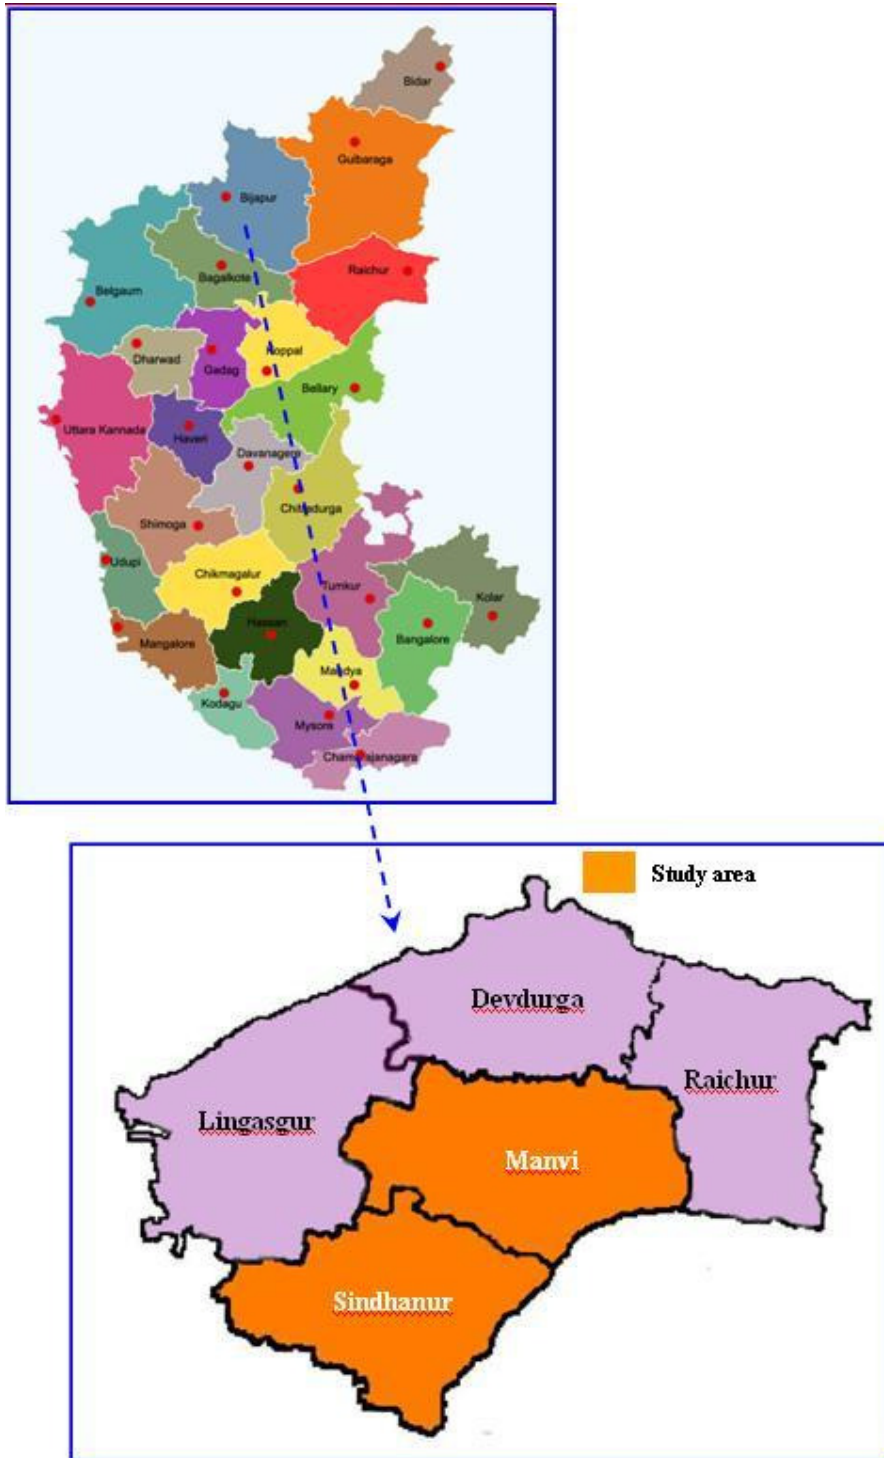 Bidar
Gulbaraga
Bijapur
Raichur
Bagalkote
Belgaum
Koppal
Dharwad
Gadag
Bellary
Uttara Kannada
Haveri
Davanagere
Chitradurga
Shimoga
Udupi
Chikmagalur
Tumkur
Kolar
Hassan
Bangalore
Mangalore
Mandya
Kodagu
Mysore
Chamarajanagara
Study area
Devdurga
Raichur
Lingasgur
Manvi
Sindhanur